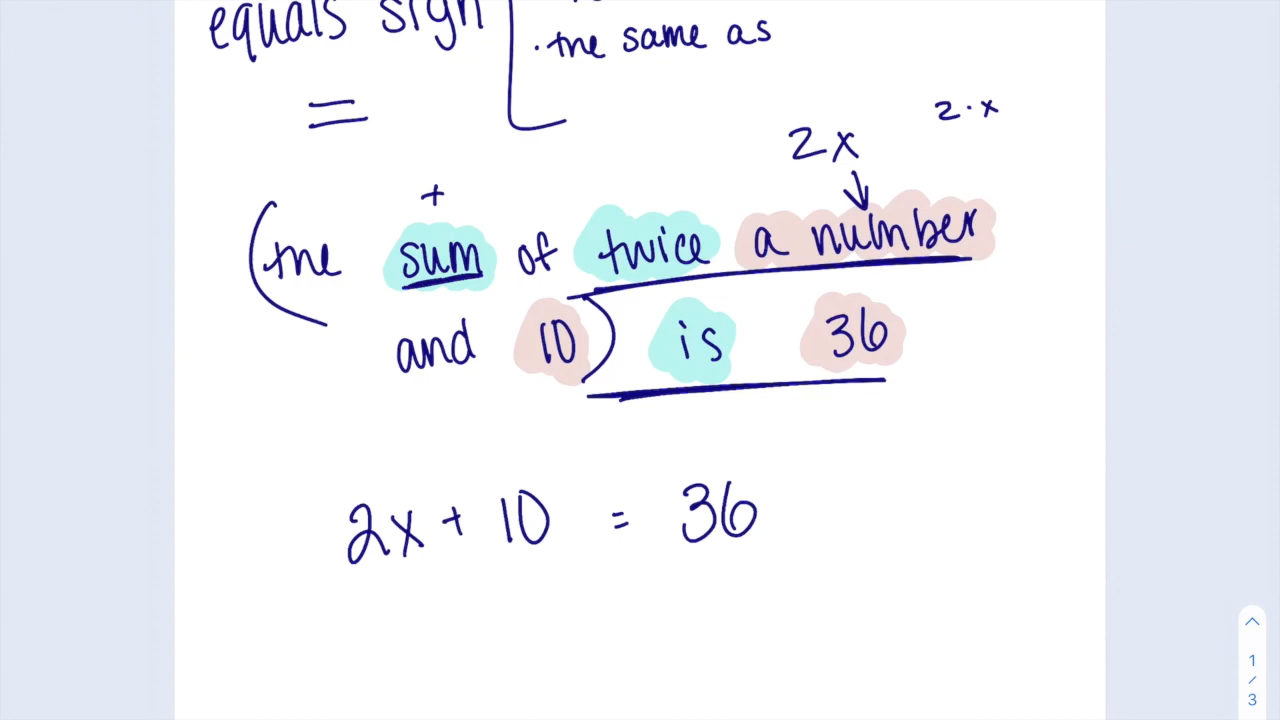 equals sign
• the same as
=
2 · x
2x
+
(the sum of twice a number
and 10) is 36
2x + 10 = 36
1
/
3